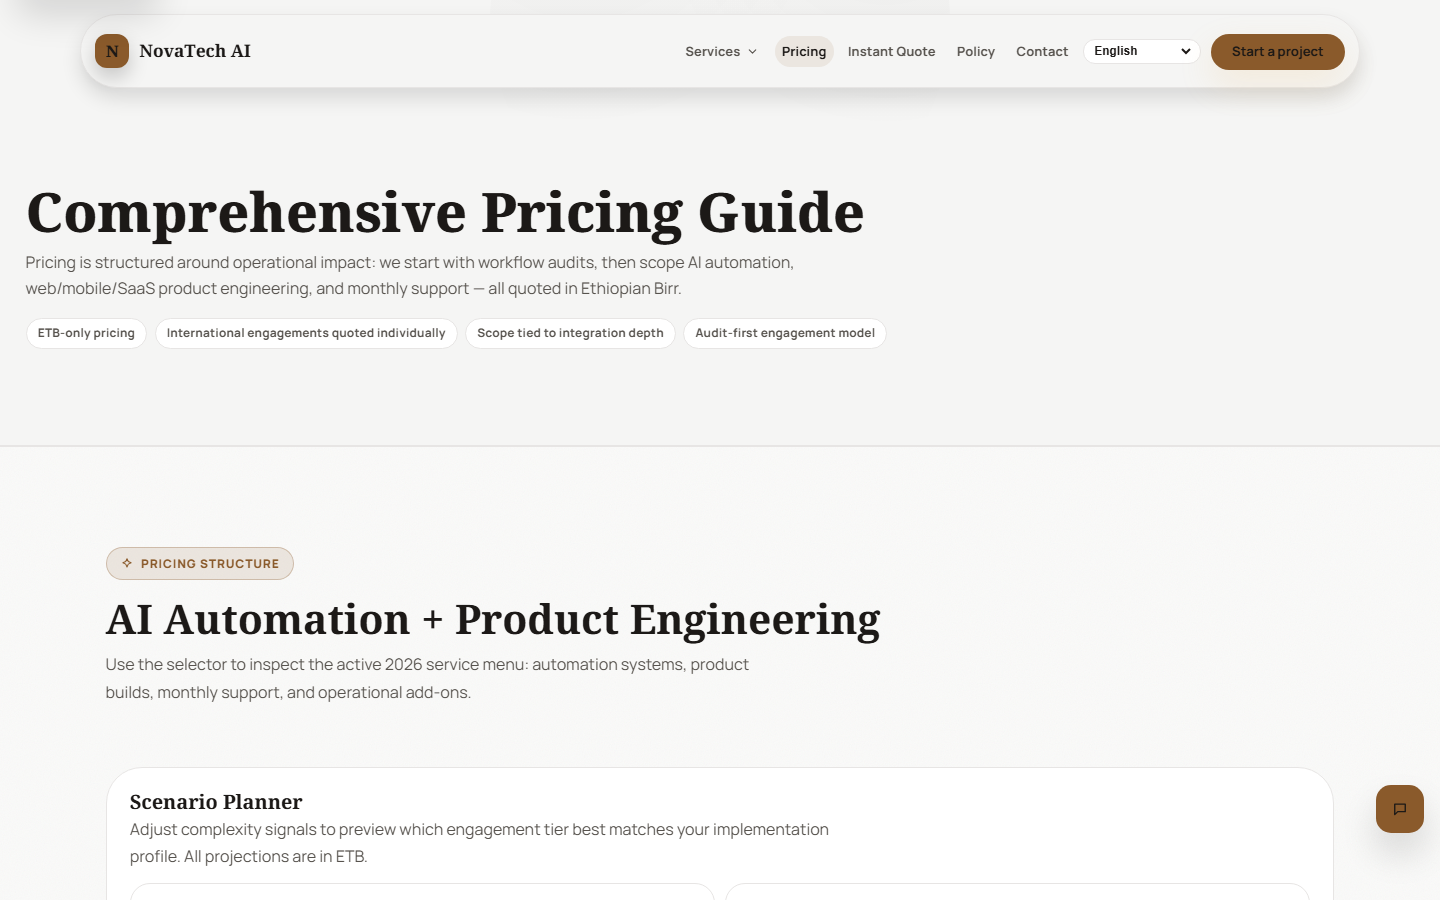 N NovaTech AI Services Pricing Instant Quote Policy Contact English Start a project
Comprehensive Pricing Guide
Pricing is structured around operational impact: we start with workflow audits, then scope AI automation,
web/mobile/SaaS product engineering, and monthly support — all quoted in Ethiopian Birr.
ETB-only pricing International engagements quoted individually Scope tied to integration depth Audit-first engagement model
PRICING STRUCTURE
AI Automation + Product Engineering
Use the selector to inspect the active 2026 service menu: automation systems, product
builds, monthly support, and operational add-ons.
Scenario Planner
Adjust complexity signals to preview which engagement tier best matches your implementation
profile. All projections are in ETB.